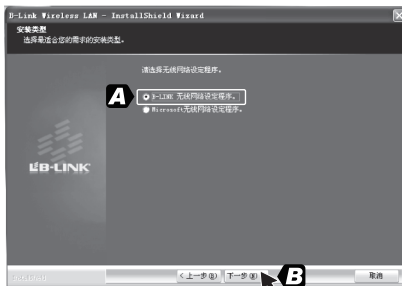 B-Link Wireless LAN - InstallShield Wizard
安装类型
选择最适合您的需求的安装类型。
请选择无线网络设定程序。
A
B-LINK 无线网络设定程序。
Microsoft无线网络设定程序。
B-LINK
InstallShield
<上一步(B) 下一步(N) B 取消